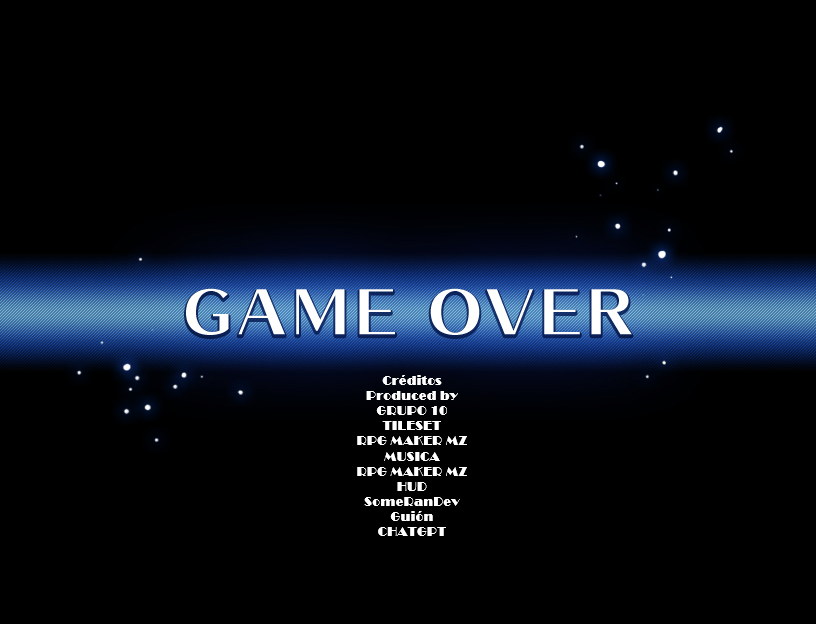 GAME OVER
Créditos
Produced by
GRUPO 10
TILESET
RPG MAKER MZ
MUSICA
RPG MAKER MZ
HUD
SomeRanDev
Guión
CHATGPT